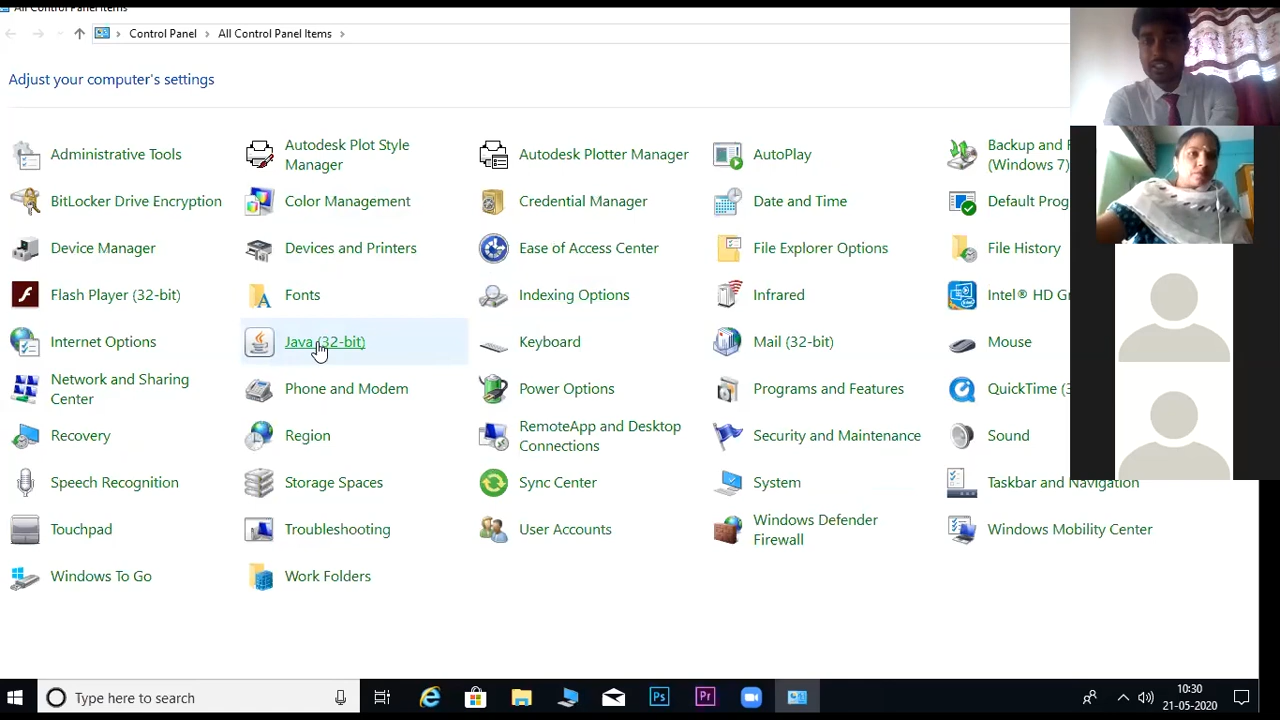 All Control Panel Items
Control Panel
All Control Panel Items
Adjust your computer's settings
Administrative Tools
Autodesk Plot Style
Manager
Autodesk Plotter Manager
AutoPlay
Backup and
(Windows 7)
BitLocker Drive Encryption
Color Management
Credential Manager
Date and Time
Default
Device Manager
Devices and Printers
Ease of Access Center
File Explorer Options
File History
Flash Player (32-bit)
Fonts
Indexing Options
Infrared
Intel® HD
Internet Options
Java (32-bit)
Keyboard
Mail (32-bit)
Mouse
Network and Sharing
Center
Phone and Modem
Power Options
Programs and Features
QuickTime
Recovery
Region
RemoteApp and Desktop
Connections
Security and Maintenance
Sound
Speech Recognition
Storage Spaces
Sync Center
System
Taskbar and Navigation
Touchpad
Troubleshooting
User Accounts
Windows Defender
Firewall
Windows Mobility Center
Windows To Go
Work Folders
Type here to search
Ps
Pr
10:30
21-05-2020